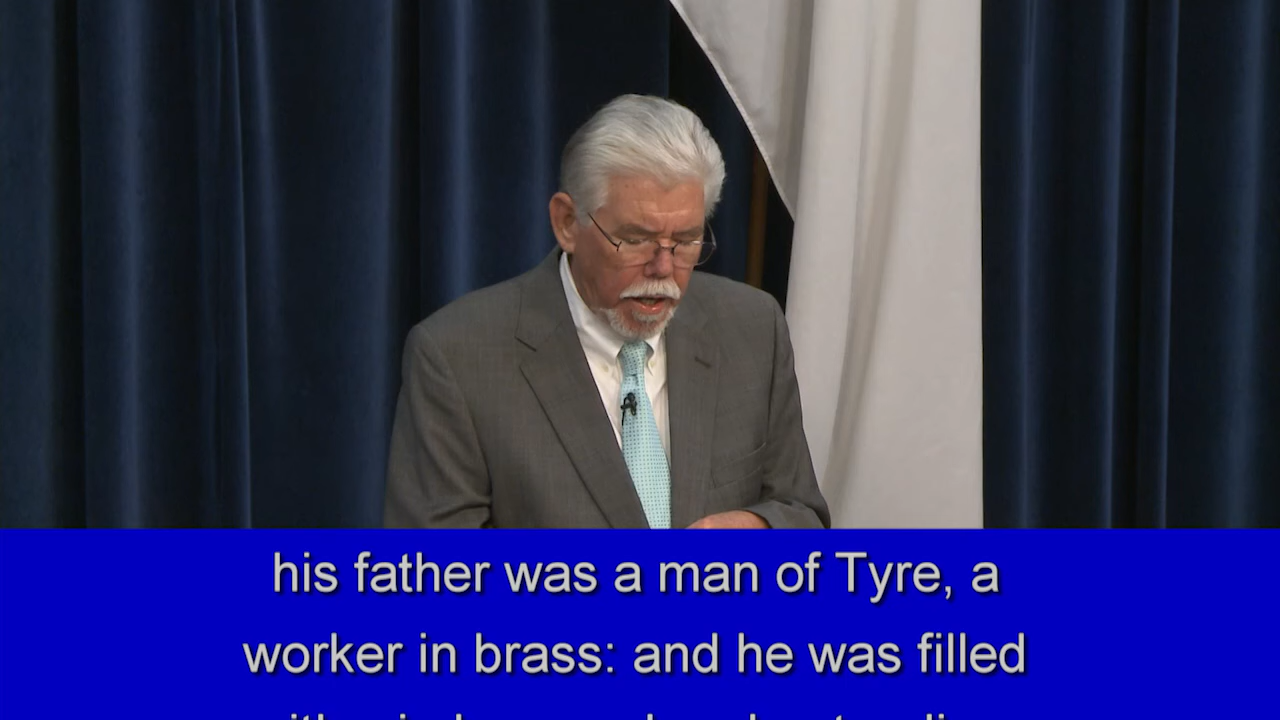 his father was a man of Tyre, a
worker in brass: and he was filled